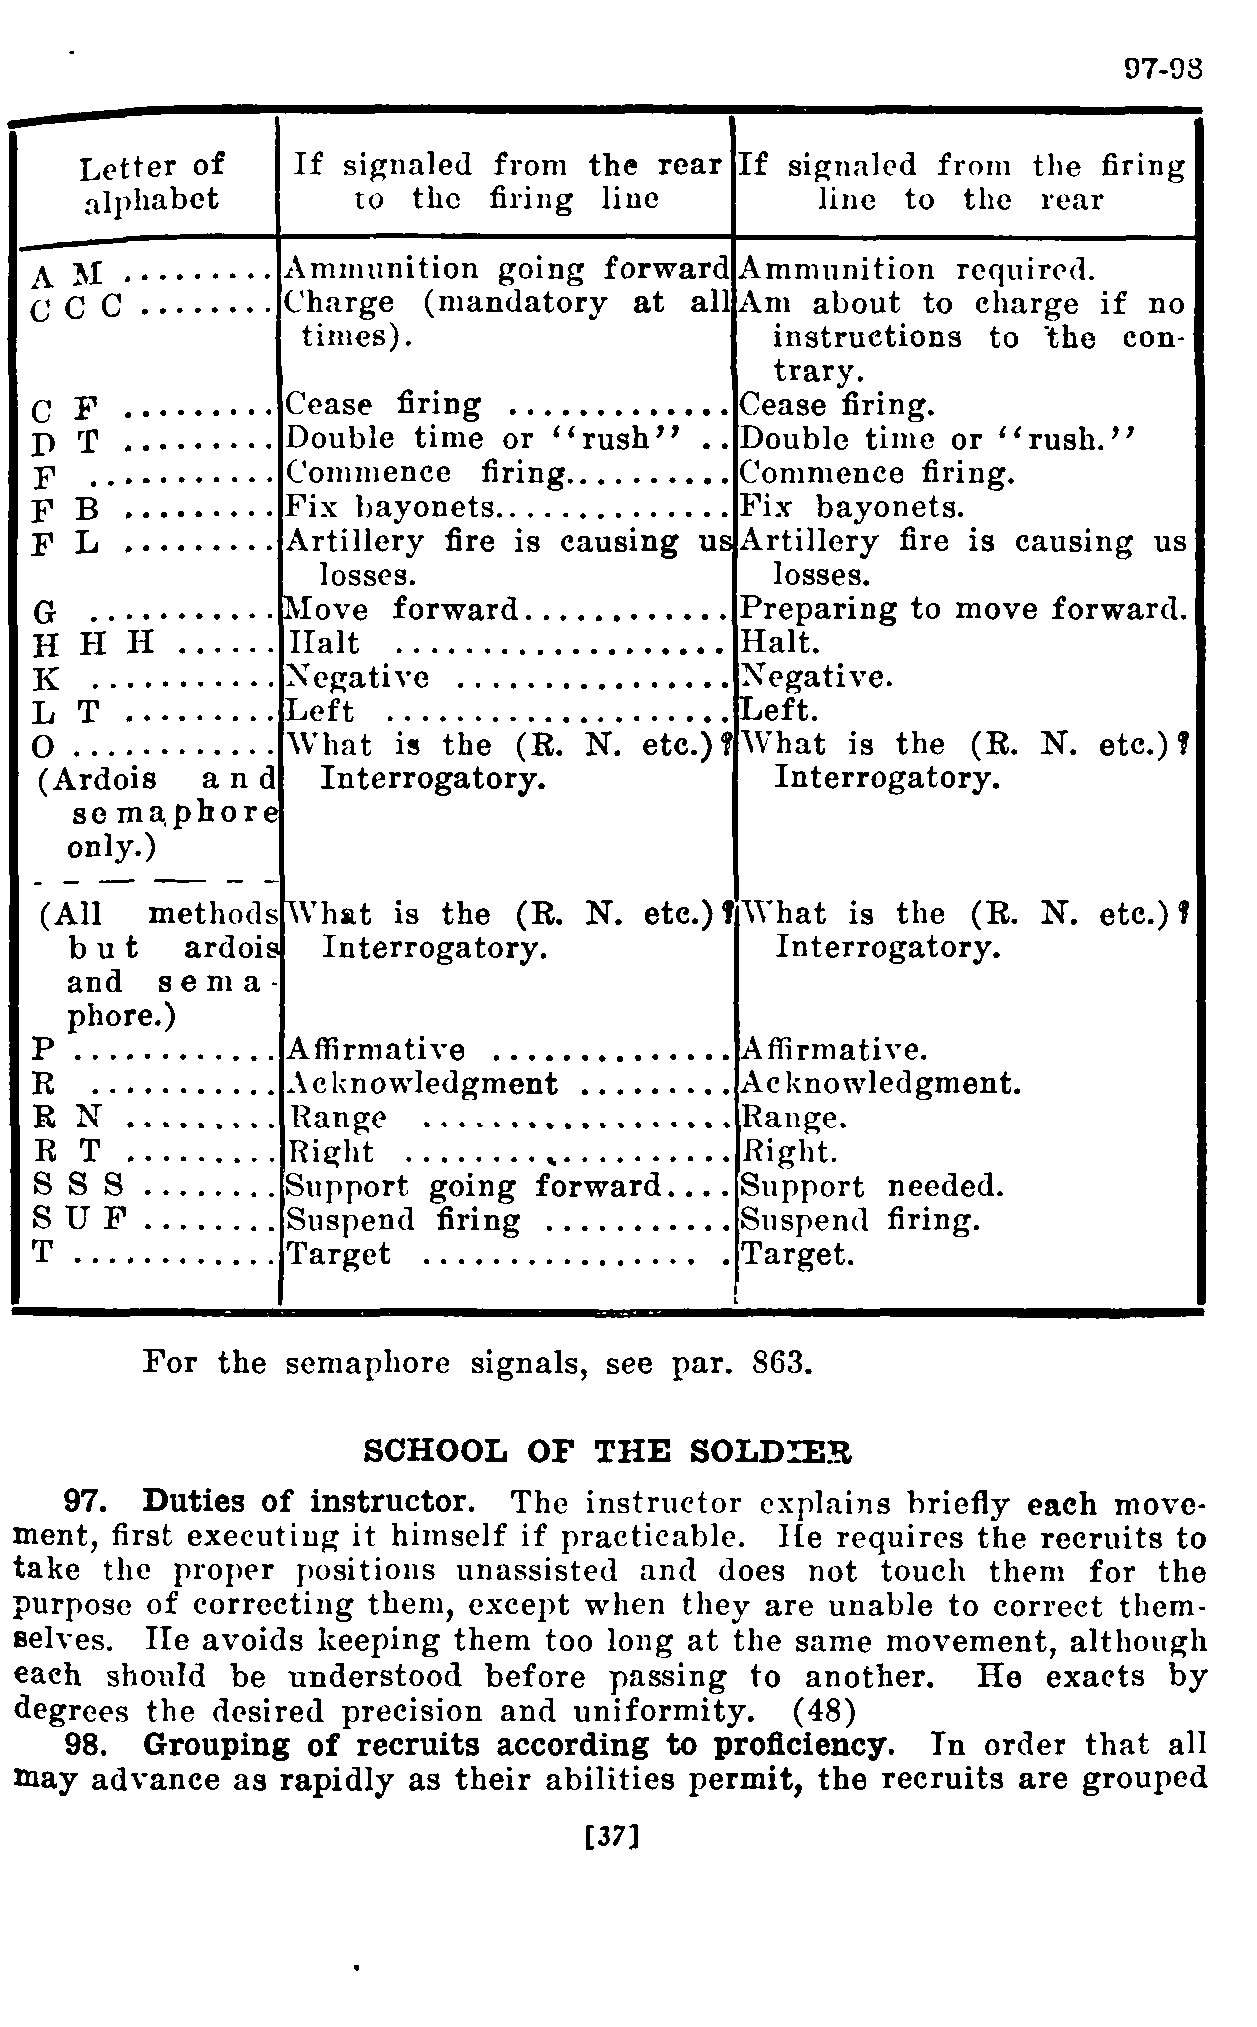 97-98
Letter of alphabet | If signaled from the rear to the firing line | If signaled from the firing line to the rear
A M ......... | Ammunition going forward | Ammunition required.
C C C ........ | Charge (mandatory at all times). | Am about to charge if no instructions to the con-trary.
C F ......... | Cease firing ............. | Cease firing.
D T ......... | Double time or “rush” .. | Double time or “rush.”
F ........... | Commence firing.......... | Commence firing.
F B ......... | Fix bayonets.............. | Fix bayonets.
F L ......... | Artillery fire is causing us losses. | Artillery fire is causing us losses.
G ........... | Move forward............ | Preparing to move forward.
H H H ...... | Halt ................... | Halt.
K ........... | Negative ................ | Negative.
L T ......... | Left .................... | Left.
O ............ (Ardois and semaphore only.) | What is the (R. N. etc.)? Interrogatory. | What is the (R. N. etc.)? Interrogatory.
- - — — - - (All methods but ardois and sema-phore.) | What is the (R. N. etc.)? Interrogatory. | What is the (R. N. etc.)? Interrogatory.
P ............ | Affirmative .............. | Affirmative.
R ........... | Acknowledgment ......... | Acknowledgment.
R N ......... | Range .................. | Range.
R T ......... | Right ................... | Right.
S S S ........ | Support going forward.... | Support needed.
S U F ........ | Suspend firing ........... | Suspend firing.
T ............ | Target ................. | Target.
For the semaphore signals, see par. 863.
SCHOOL OF THE SOLDIER
97. Duties of instructor. The instructor explains briefly each move-
ment, first executing it himself if practicable. He requires the recruits to
take the proper positions unassisted and does not touch them for the
purpose of correcting them, except when they are unable to correct them-
selves. He avoids keeping them too long at the same movement, although
each should be understood before passing to another. He exacts by
degrees the desired precision and uniformity. (48)
98. Grouping of recruits according to proficiency. In order that all
may advance as rapidly as their abilities permit, the recruits are grouped
[37]